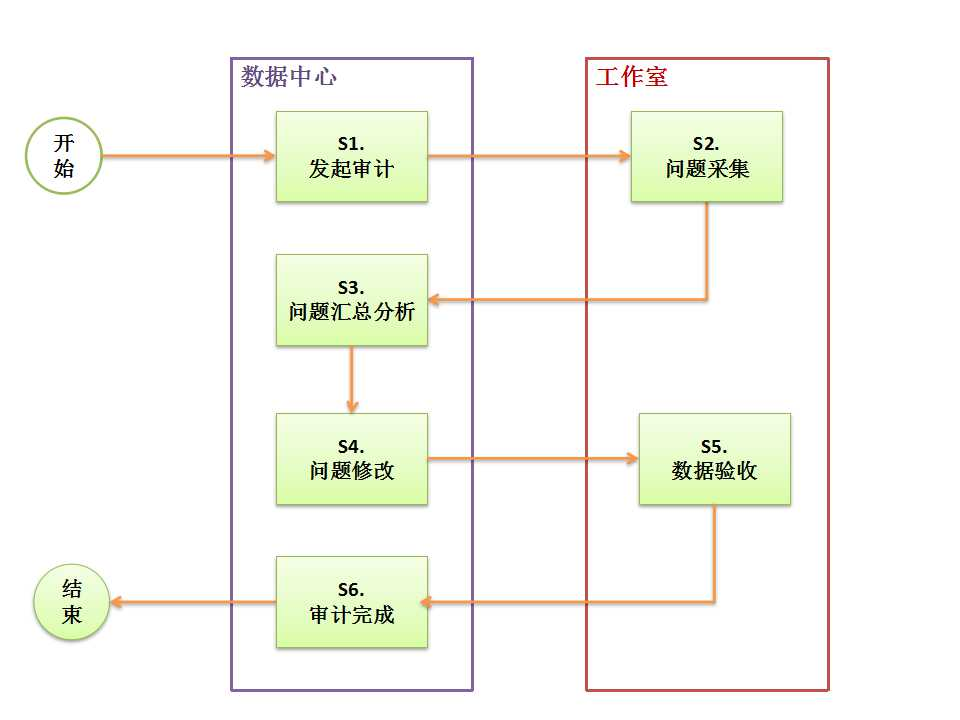 数据中心
工作室
开
始
S1.
发起审计
S2.
问题采集
S3.
问题汇总分析
S4.
问题修改
S5.
数据验收
结
束
S6.
审计完成